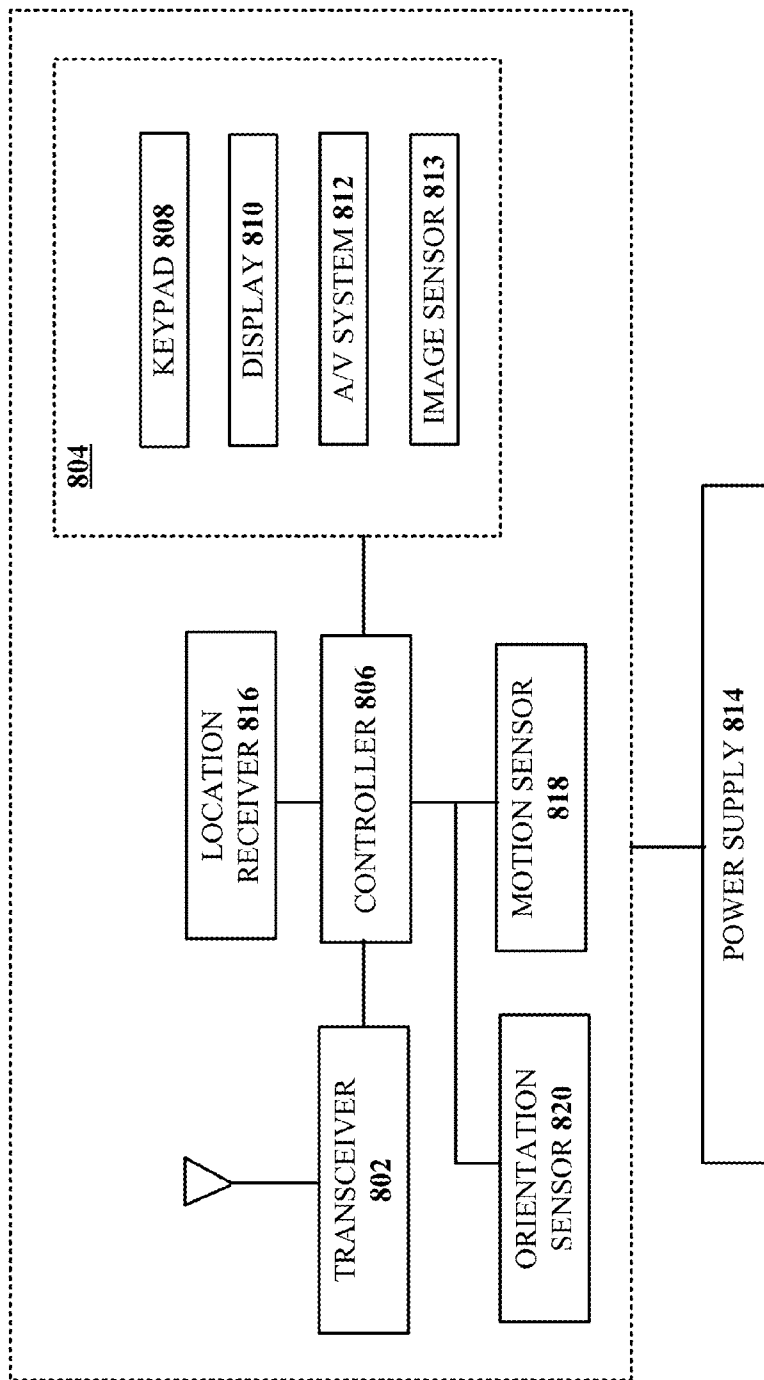 804
KEYPAD 808
DISPLAY 810
A/V SYSTEM 812
IMAGE SENSOR 813
LOCATION
RECEIVER 816
TRANSCEIVER
802
CONTROLLER 806
ORIENTATION
SENSOR 820
MOTION SENSOR
818
POWER SUPPLY 814